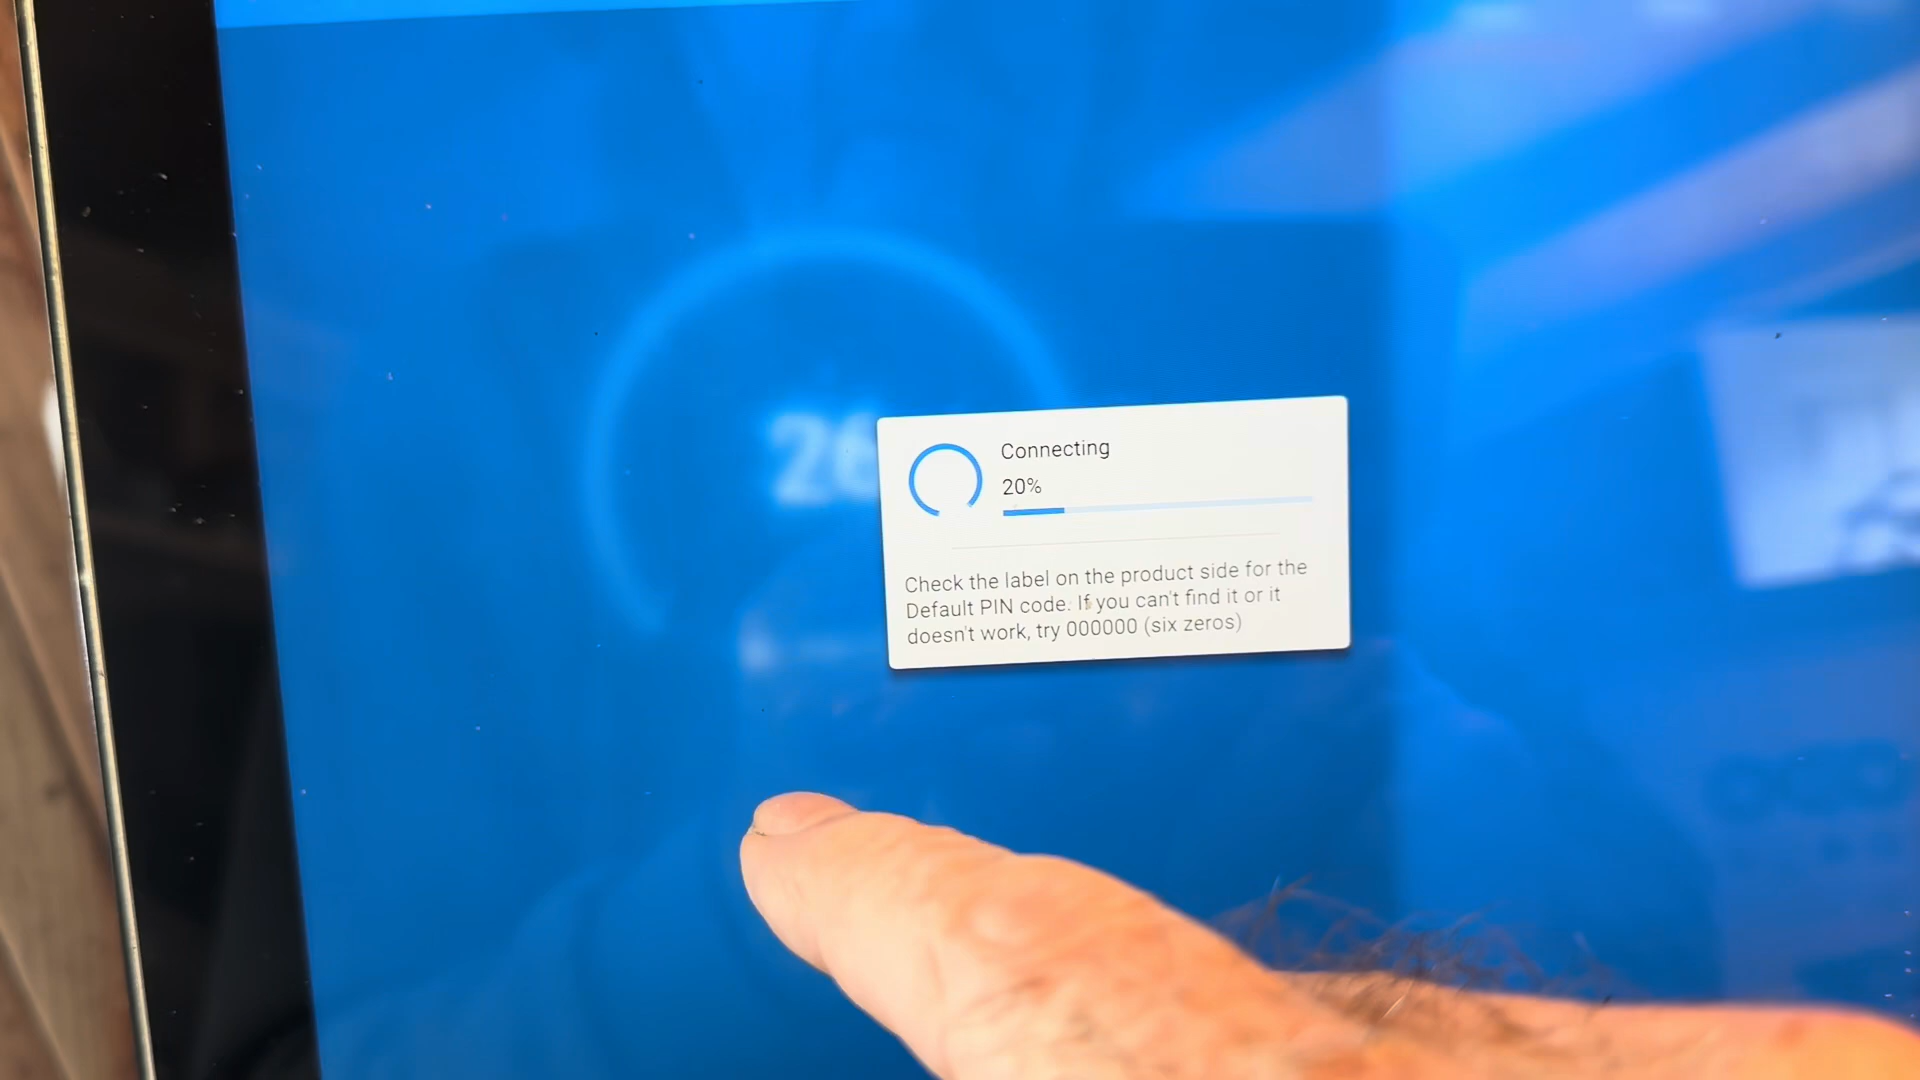 26
Connecting
20%
Check the label on the product side for the
Default PIN code. If you can't find it or it
doesn't work, try 000000 (six zeros)